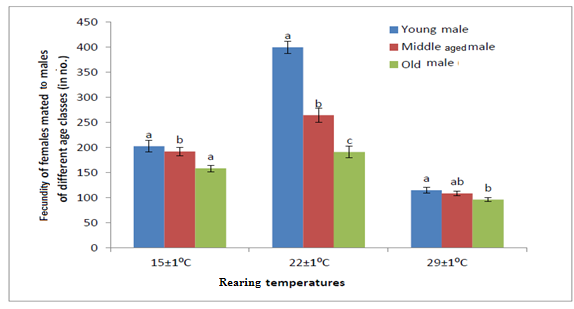 Fecundity of females mated to males
of different age classes (in no.)
450
400
350
300
250
200
150
100
50
0
a
b
a
a
b
c
a
ab
b
Young male
Middle aged male
Old male
15±1°C
22±1°C
29±1°C
Rearing temperatures